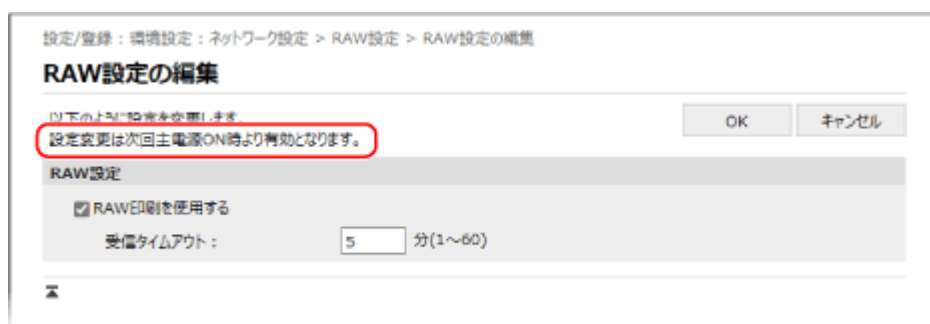 設定/登録 : 環境設定 : ネットワーク設定 > RAW設定 > RAW設定の編集
RAW設定の編集
以下のように設定を変更します。
設定変更は次回主電源ON時より有効となります。
OK キャンセル
RAW設定
RAW印刷を使用する
受信タイムアウト : 5 分(1~60)